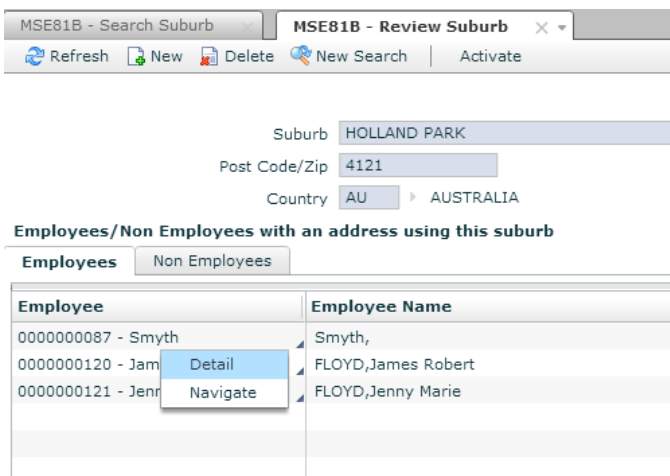 MSE81B - Search Suburb MSE81B - Review Suburb
Refresh New Delete New Search Activate
Suburb HOLLAND PARK
Post Code/Zip 4121
Country AU AUSTRALIA
Employees/Non Employees with an address using this suburb
Employees Non Employees
Employee Employee Name
0000000087 - Smyth Smyth,
0000000120 - Jam Detail FLOYD,James Robert
0000000121 - Jenn Navigate FLOYD,Jenny Marie